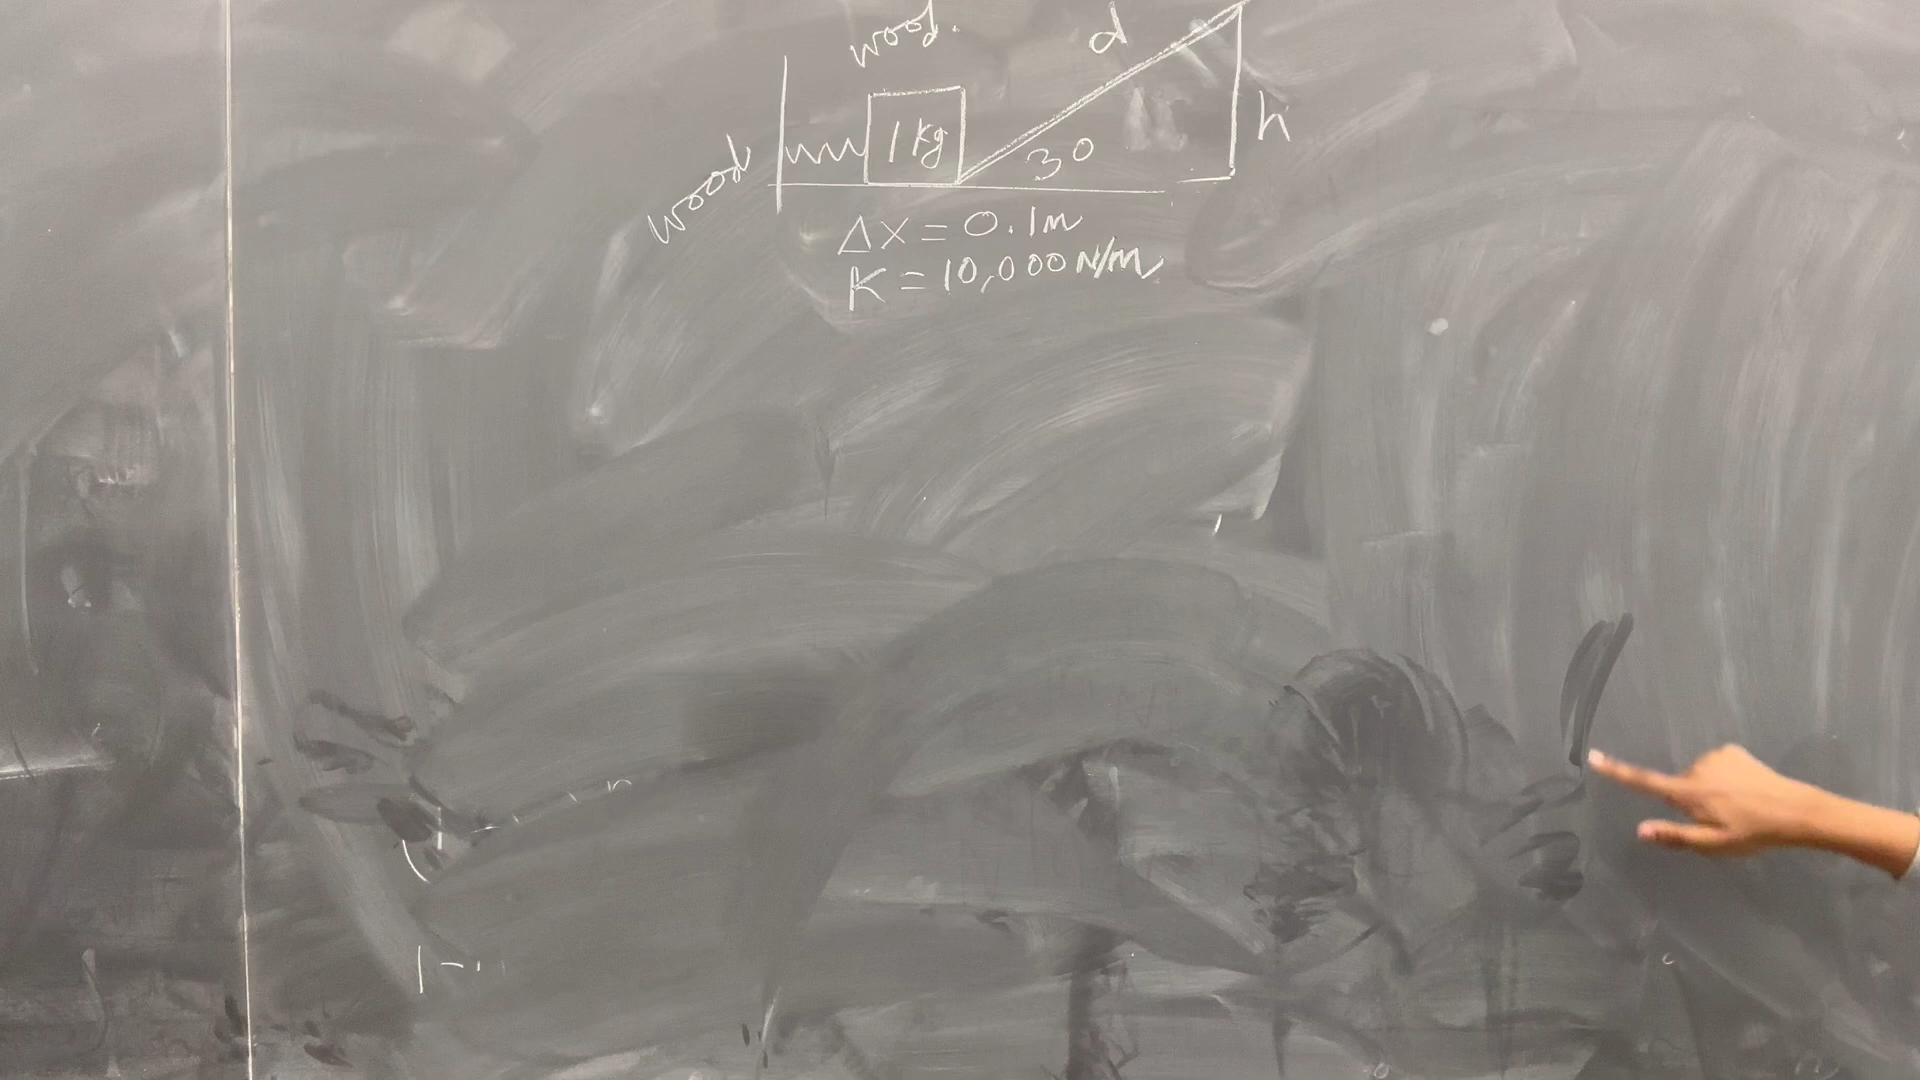 wood.
d
1 kg
30
h
wood
Δx = 0.1m
K = 10,000 N/m